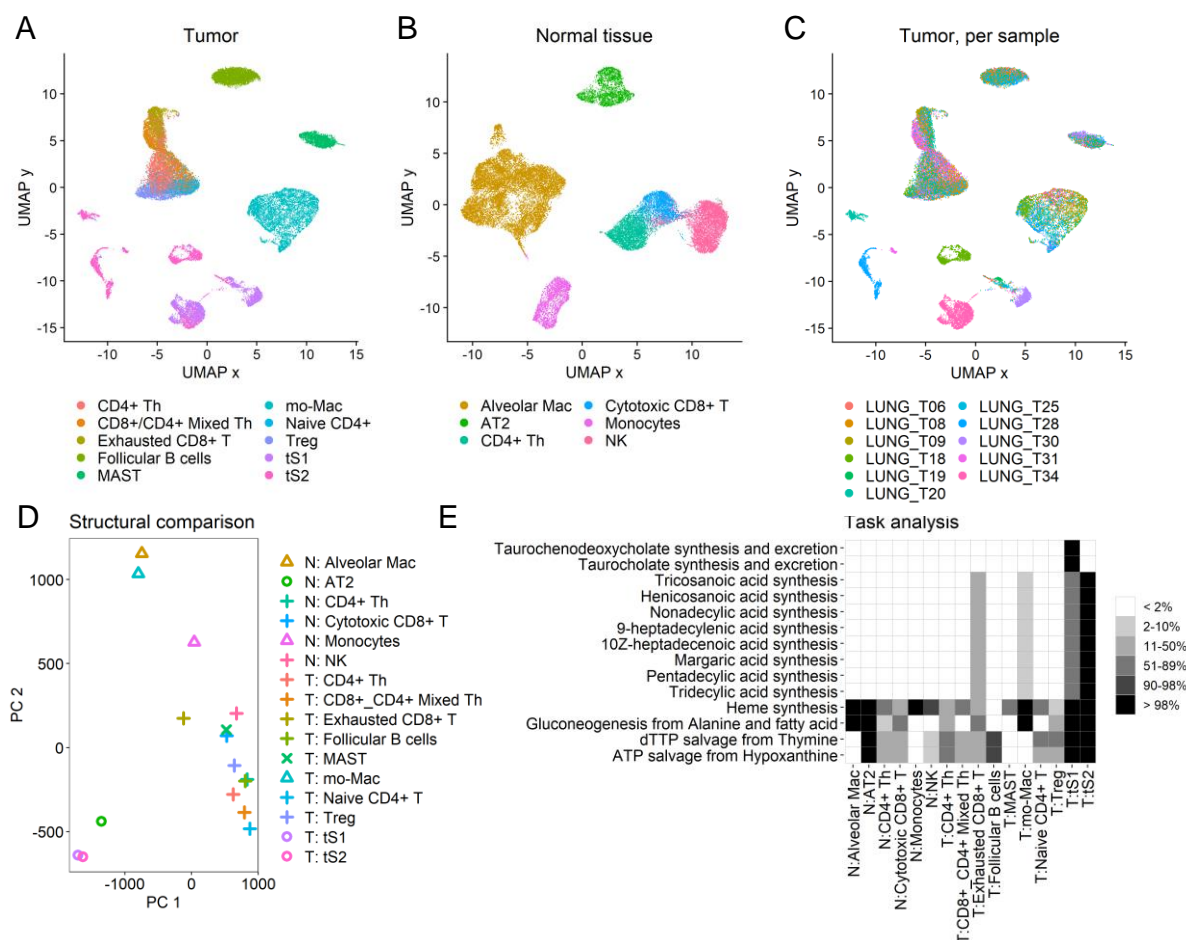 A
Tumor
UMAP y
10
5
0
-5
-10
-15
-10
-5
0
5
10
15
UMAP x
CD4+ Th
CD8+/CD4+ Mixed Th
Exhausted CD8+ T
Follicular B cells
MAST
mo-Mac
Naive CD4+
Treg
tS1
tS2
B
Normal tissue
UMAP y
10
5
0
-5
-10
-10
-5
0
5
10
UMAP x
Alveolar Mac
AT2
CD4+ Th
Cytotoxic CD8+ T
Monocytes
NK
C
Tumor, per sample
UMAP y
10
5
0
-5
-10
-15
-10
-5
0
5
10
15
UMAP x
LUNG_T06
LUNG_T08
LUNG_T09
LUNG_T18
LUNG_T19
LUNG_T20
LUNG_T25
LUNG_T28
LUNG_T30
LUNG_T31
LUNG_T34
D
Structural comparison
PC 2
1000
500
0
-500
-1000
0
1000
PC 1
N: Alveolar Mac
N: AT2
N: CD4+ Th
N: Cytotoxic CD8+ T
N: Monocytes
N: NK
T: CD4+ Th
T: CD8+_CD4+ Mixed Th
T: Exhausted CD8+ T
T: Follicular B cells
T: MAST
T: mo-Mac
T: Naive CD4+ T
T: Treg
T: tS1
T: tS2
E
Task analysis
Taurochenodeoxycholate synthesis and excretion
Taurocholate synthesis and excretion
Tricosanoic acid synthesis
Henicosanoic acid synthesis
Nonadecylic acid synthesis
9-heptadecylenic acid synthesis
10Z-heptadecenoic acid synthesis
Margaric acid synthesis
Pentadecylic acid synthesis
Tridecylic acid synthesis
Heme synthesis
Gluconeogenesis from Alanine and fatty acid
dTTP salvage from Thymine
ATP salvage from Hypoxanthine
N:Alveolar Mac
N:AT2
N:CD4+ Th
N:Cytotoxic CD8+ T
N:Monocytes
N:NK
T:CD4+ Th
T:CD8+_CD4+ Mixed Th
T:Exhausted CD8+ T
T:Follicular B cells
T:MAST
T:mo-Mac
T:Naive CD4+ T
T:Treg
T:tS1
T:tS2
< 2%
2-10%
11-50%
51-89%
90-98%
> 98%